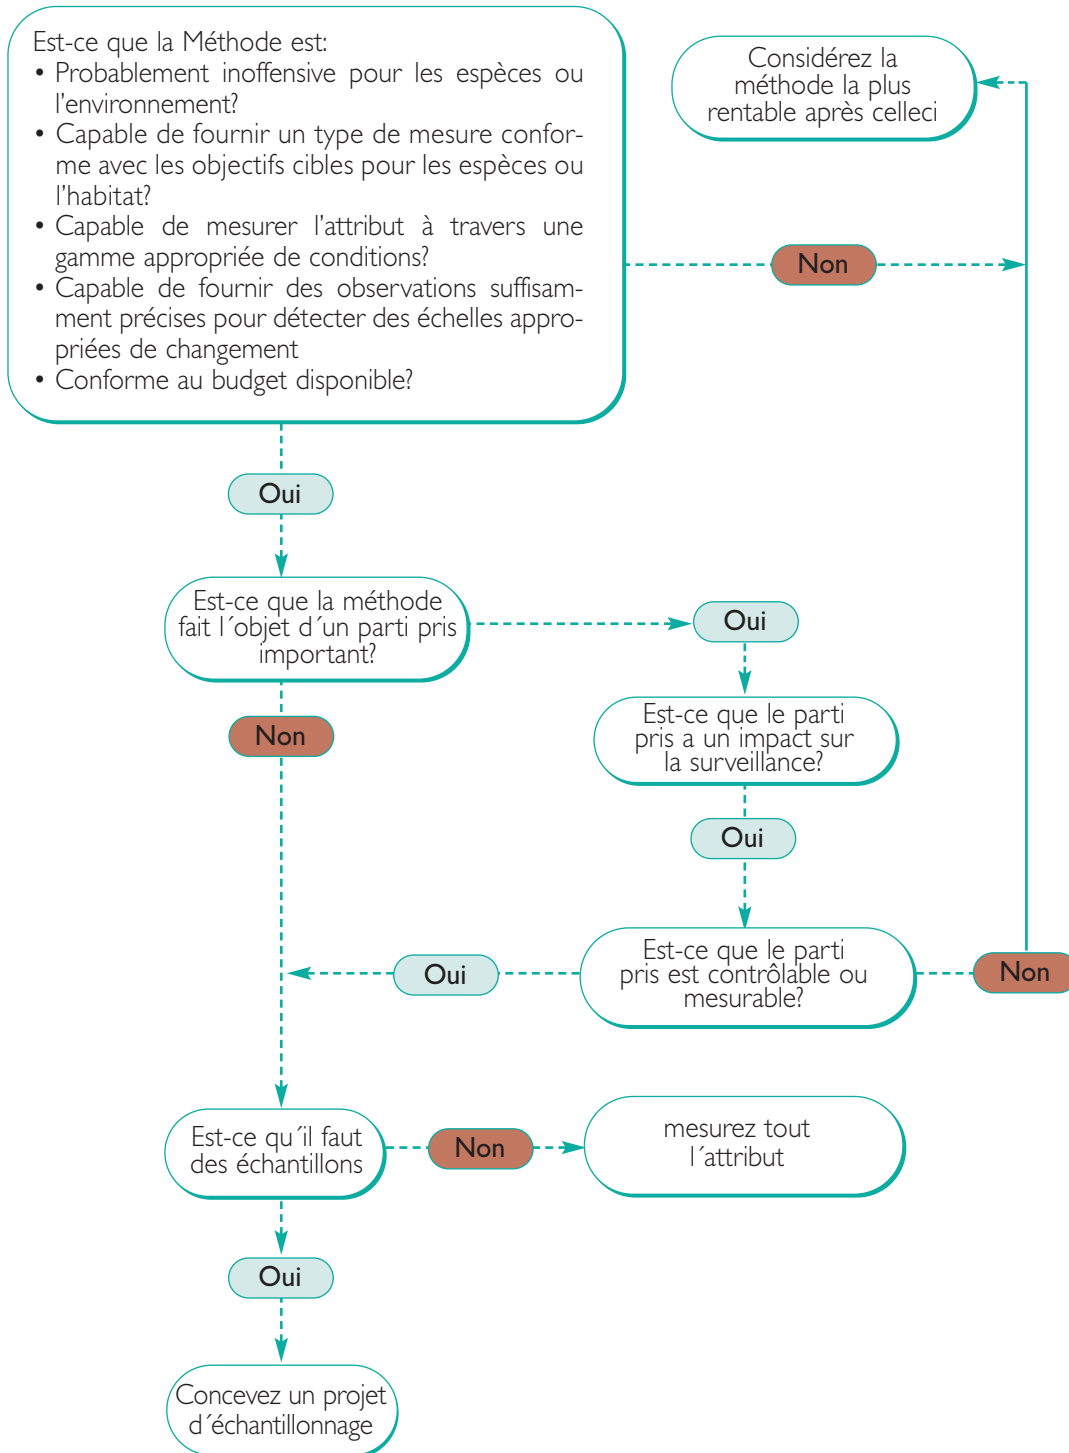 Est-ce que la Méthode est:
• Probablement inoffensive pour les espèces ou
l'environnement?
• Capable de fournir un type de mesure confor-
me avec les objectifs cibles pour les espèces ou
l'habitat?
• Capable de mesurer l'attribut à travers une
gamme appropriée de conditions?
• Capable de fournir des observations suffisam-
ment précises pour détecter des échelles appro-
priées de changement
• Conforme au budget disponible?
Considérez la
méthode la plus
rentable après celleci
Non
Oui
Est-ce que la méthode
fait l´objet d´un parti pris
important?
Oui
Non
Est-ce que le parti
pris a un impact sur
la surveillance?
Oui
Est-ce que le parti
pris est contrôlable ou
mesurable?
Oui
Non
Est-ce qu´il faut
des échantillons
Non
mesurez tout
l´attribut
Oui
Concevez un projet
d´échantillonnage